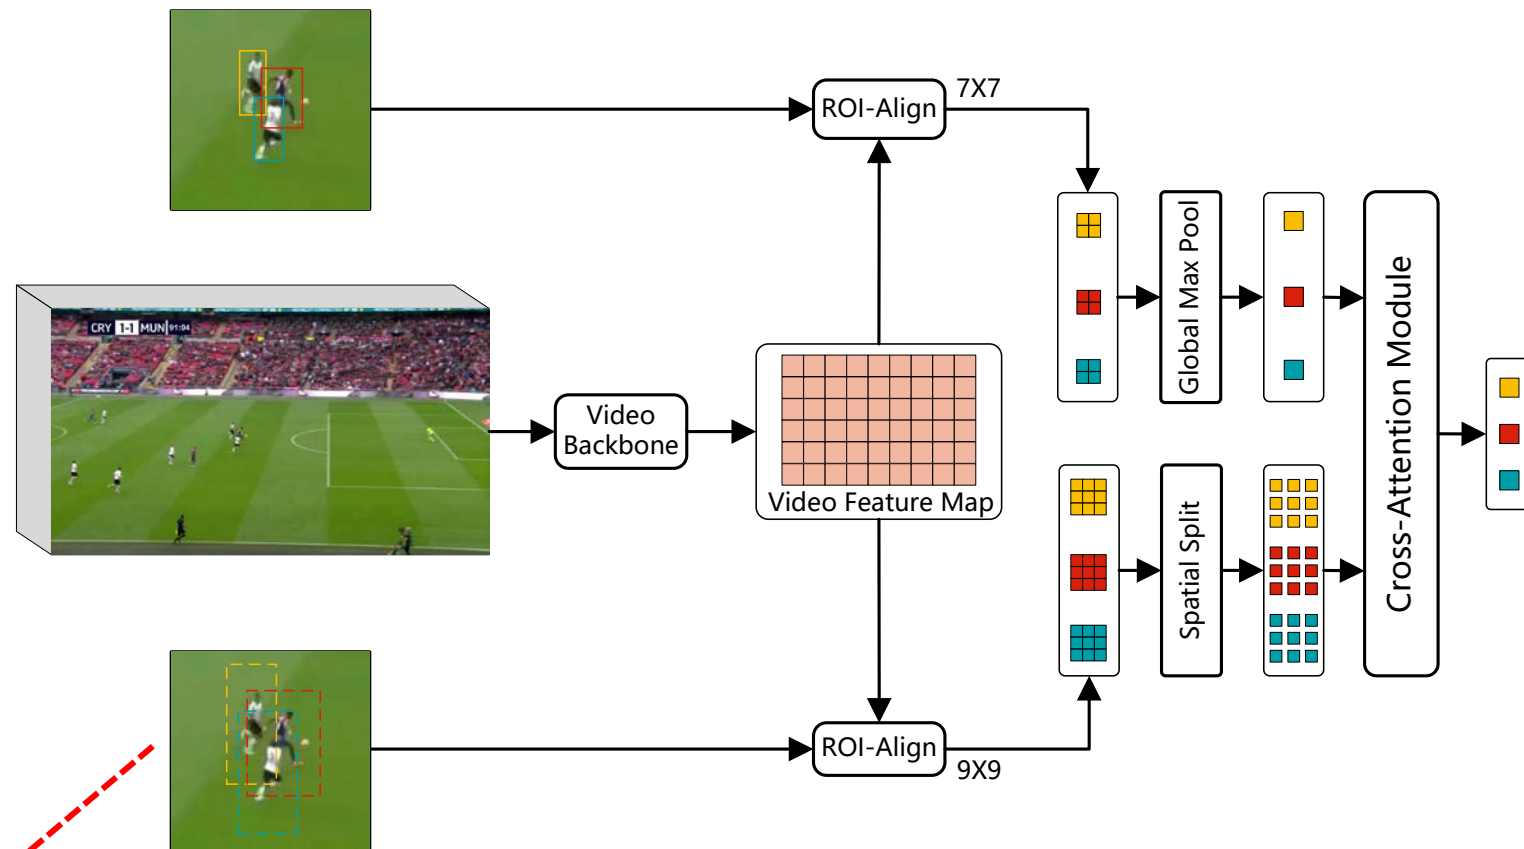 7X7
ROI-Align
Global Max Pool
CRY 1-1 MUN 91:04
Video
Backbone
Video Feature Map
Cross-Attention Module
Spatial Split
ROI-Align
9X9